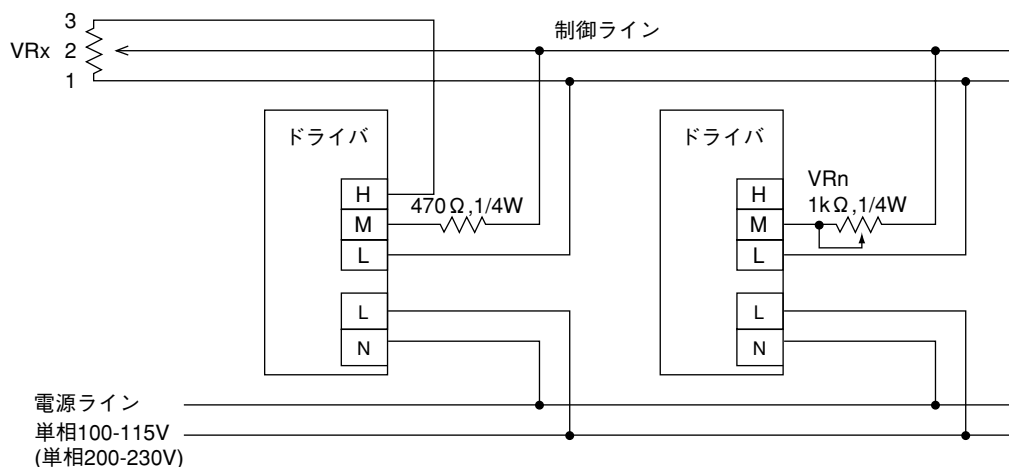 3
制御ライン
VRx 2
1
ドライバ
ドライバ
H
470Ω,1/4W
M
L
L
N
VRn
1kΩ,1/4W
H
M
L
L
N
電源ライン
単相100-115V
(単相200-230V)